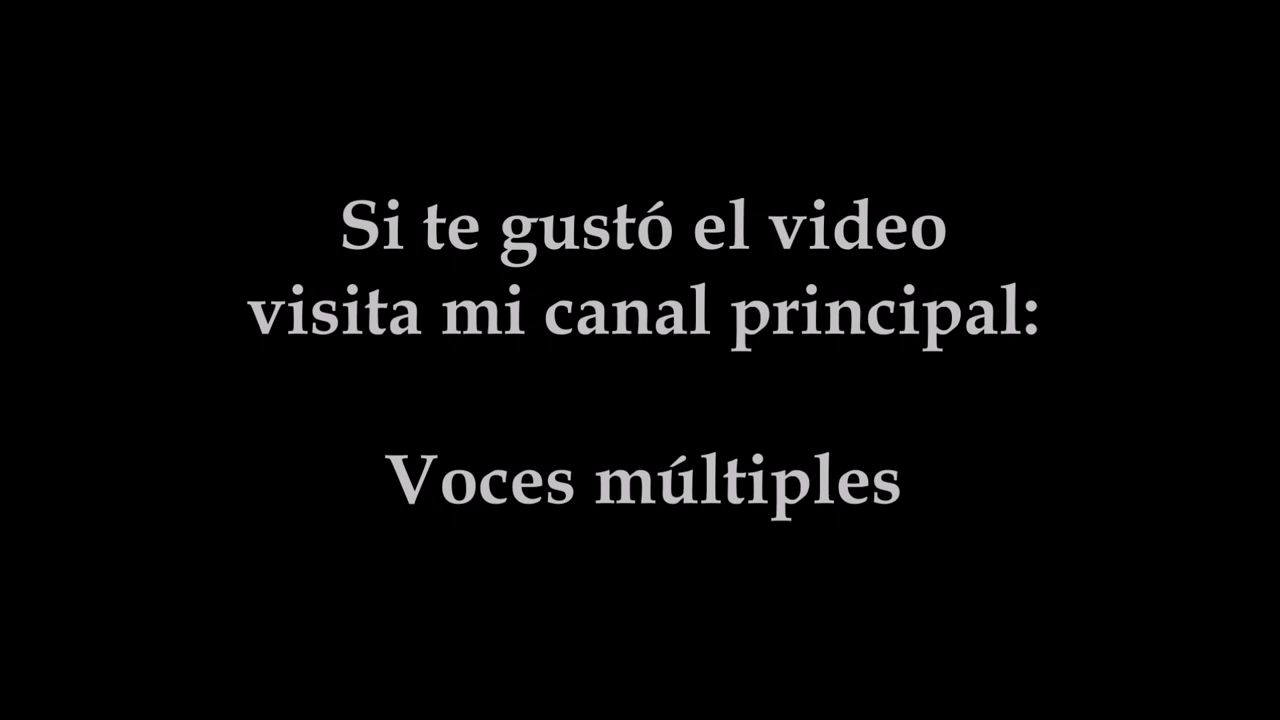 Si te gustó el video
visita mi canal principal:
Voces múltiples